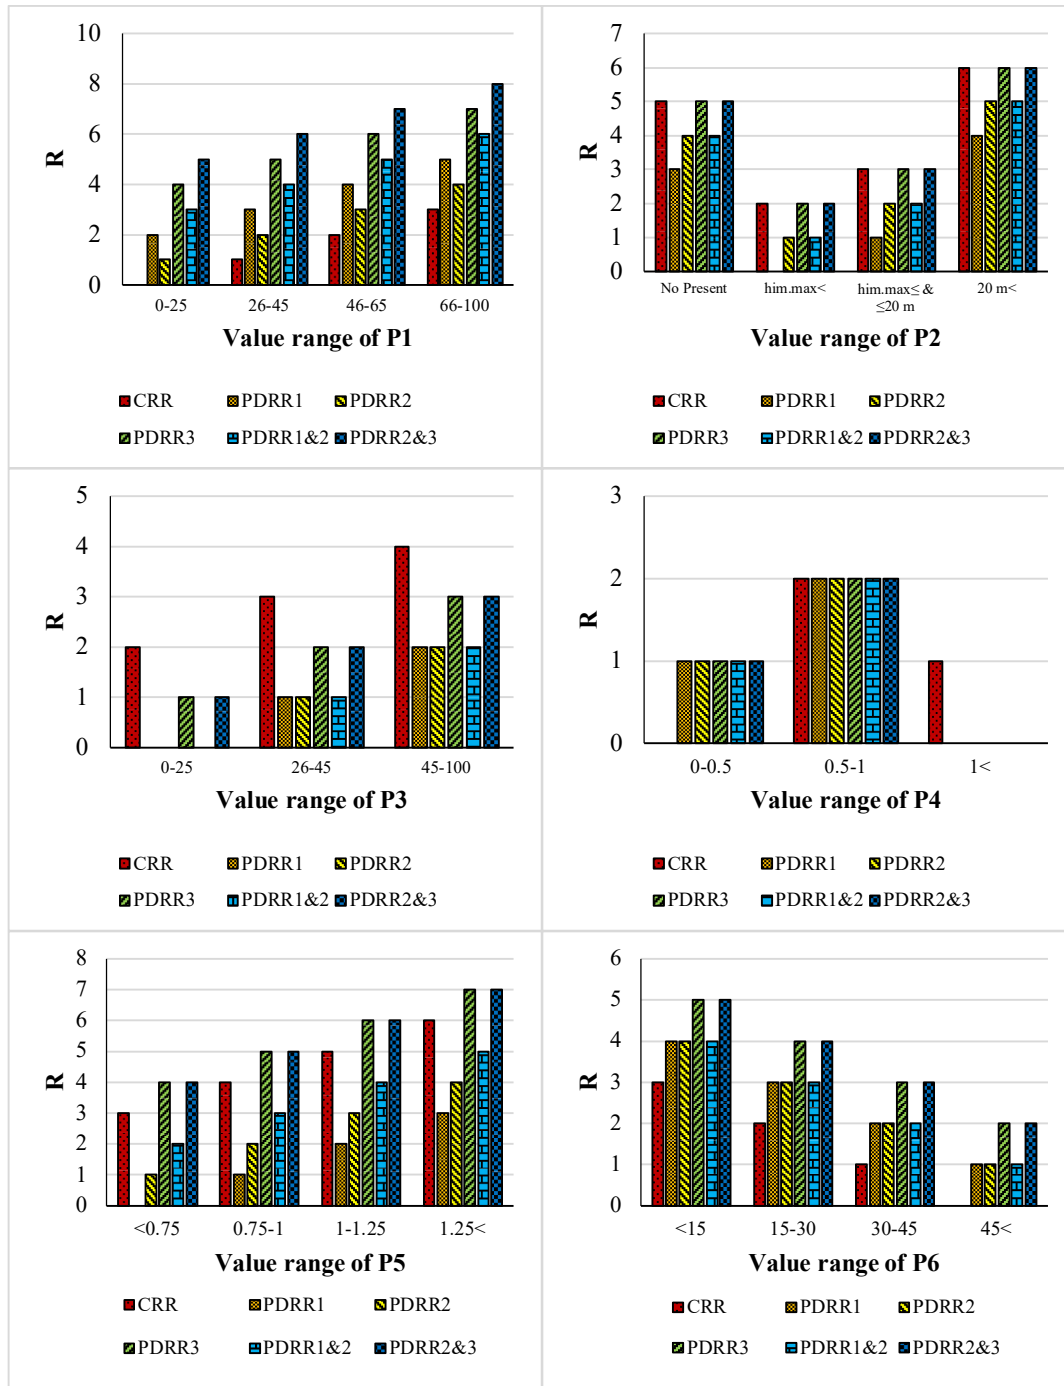 10
8
6
4
2
0
R
0-25 26-45 46-65 66-100
Value range of P1
CRR PDRR1 PDRR2
PDRR3 PDRR1&2 PDRR2&3
7
6
5
4
3
2
1
0
R
No Present him.max< him.max≤ & 20 m<
≤20 m
Value range of P2
CRR PDRR1 PDRR2
PDRR3 PDRR1&2 PDRR2&3
5
4
3
2
1
0
R
0-25 26-45 45-100
Value range of P3
CRR PDRR1 PDRR2
PDRR3 PDRR1&2 PDRR2&3
3
2
1
0
R
0-0.5 0.5-1 1<
Value range of P4
CRR PDRR1 PDRR2
PDRR3 PDRR1&2 PDRR2&3
8
7
6
5
4
3
2
1
0
R
<0.75 0.75-1 1-1.25 1.25<
Value range of P5
CRR PDRR1 PDRR2
PDRR3 PDRR1&2 PDRR2&3
6
5
4
3
2
1
0
R
<15 15-30 30-45 45<
Value range of P6
CRR PDRR1 PDRR2
PDRR3 PDRR1&2 PDRR2&3